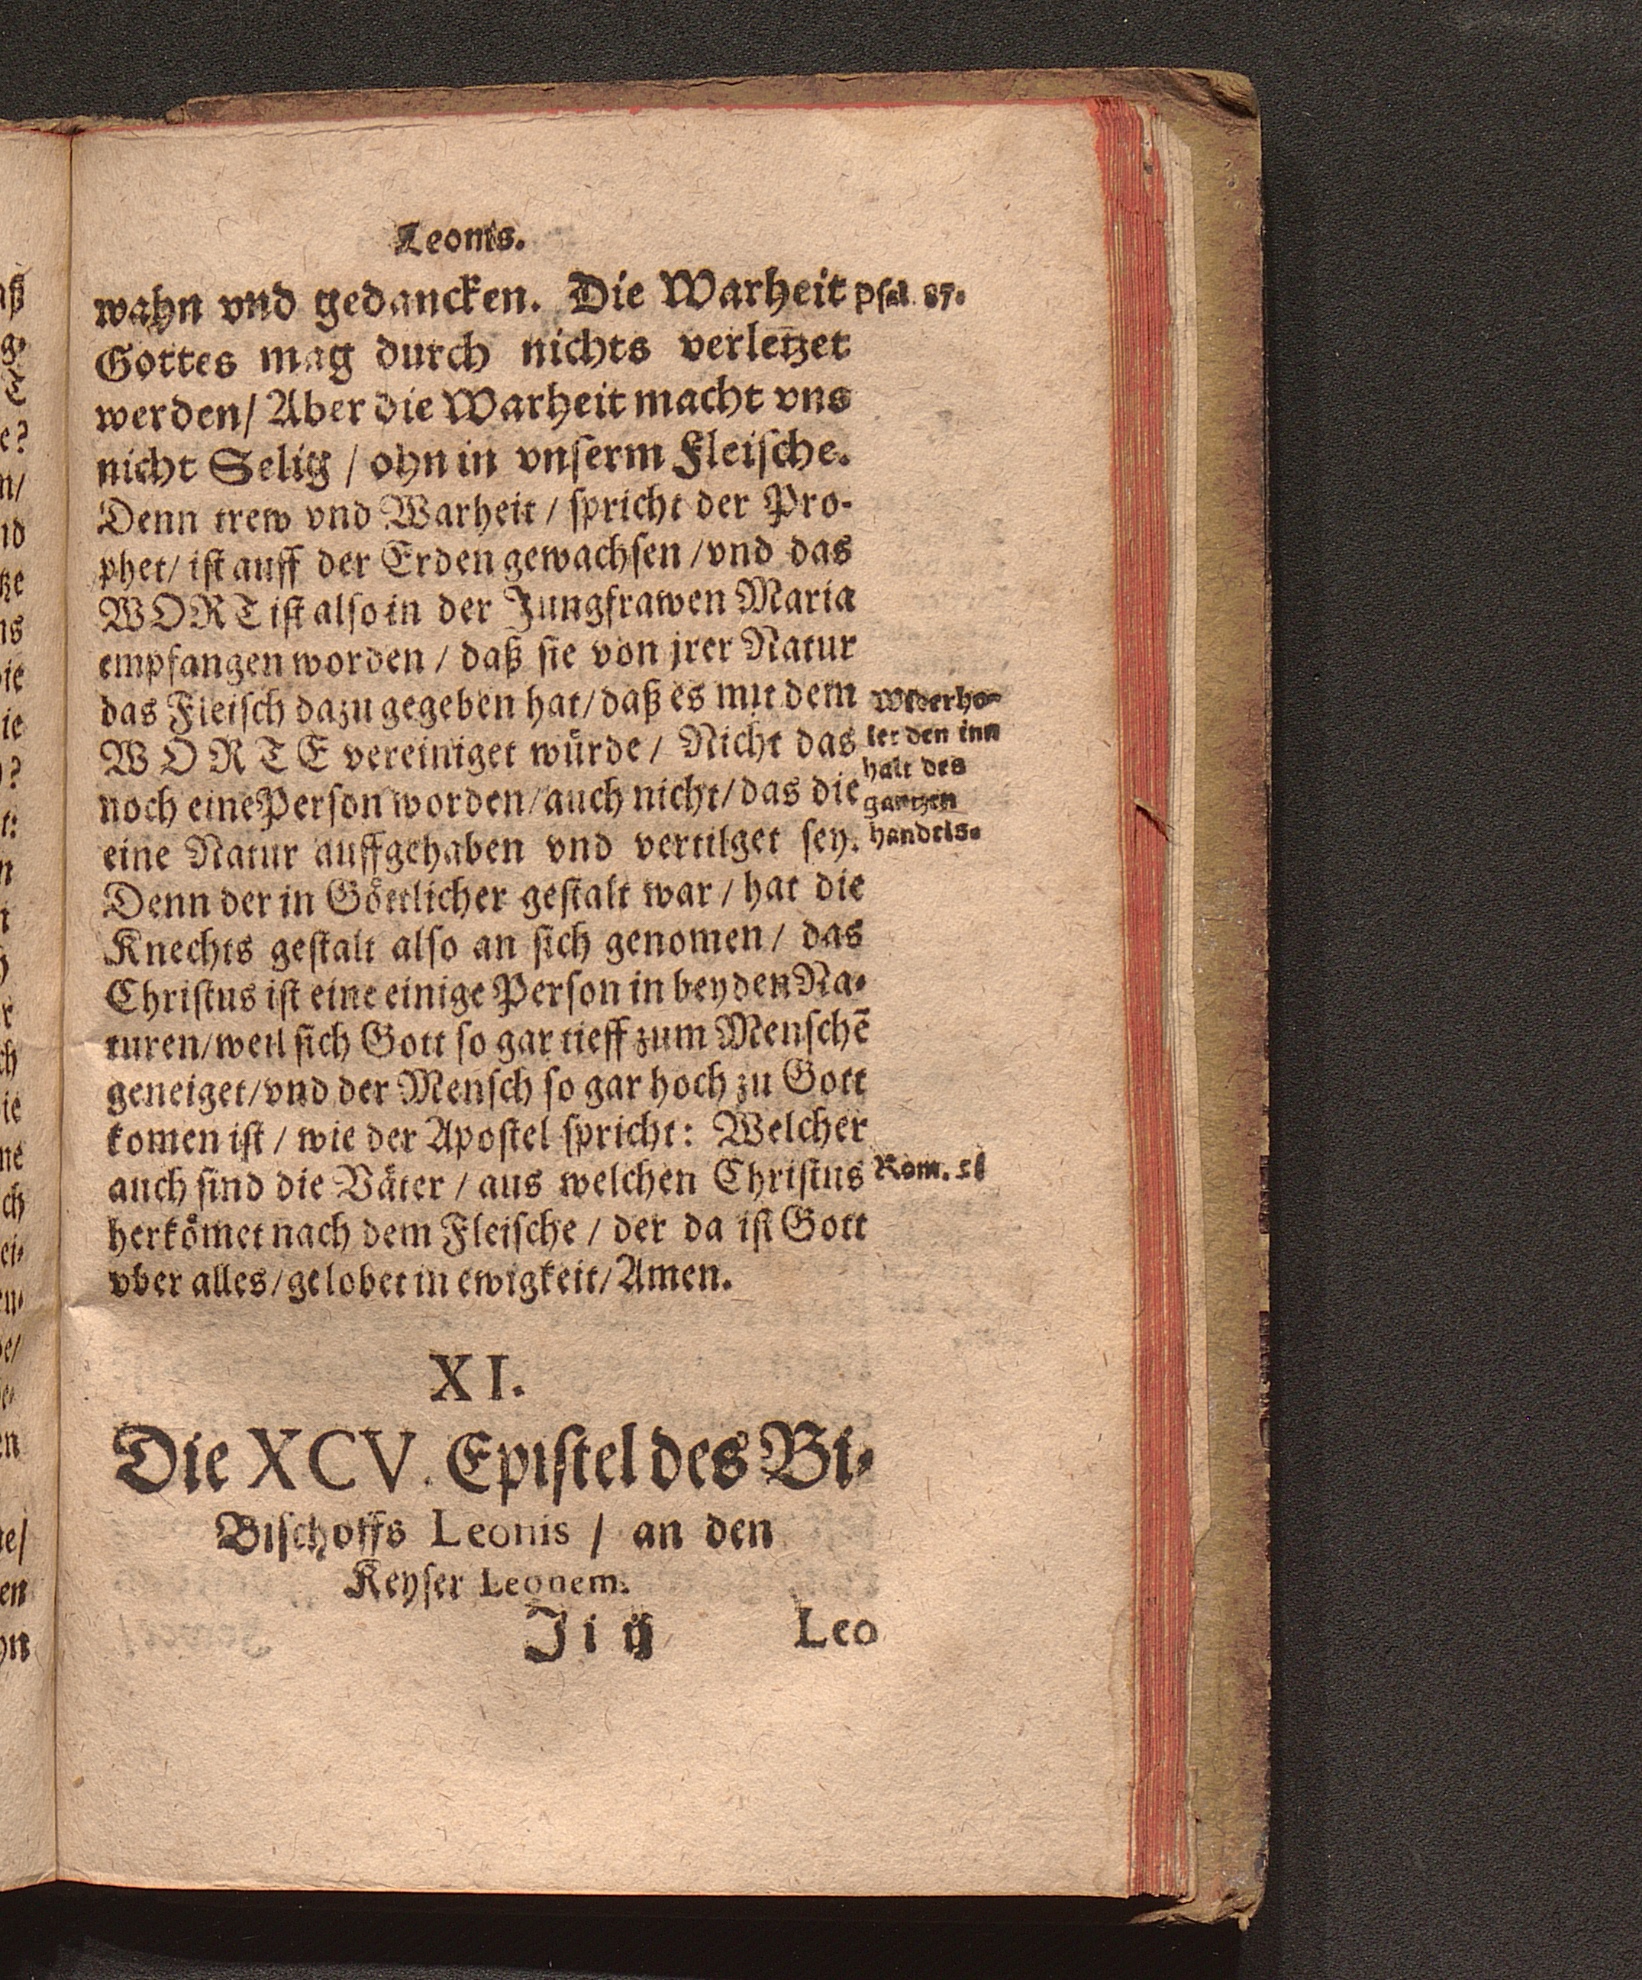 Leonis.
wahn vnd gedancken. Die Warheit
Psal. 87.
Gottes mag durch nichts verletzet
werden/ Aber die Warheit macht vns
nicht Selig / ohn in vnſerm Fleiſche.
Denn trew vnd Warheit / ſpricht der Pro-
phet/ iſt auff der Erden gewachſen /vnd das
WORT iſt alſo in der Jungfrawen Maria
empfangen worden / daß ſie von jrer Natur
das Fleiſch dazu gegeben hat/ daß es mit dem
WORTE vereiniget würde / Nicht das
noch eine Perſon worden/ auch nicht/ das die
eine Natur auffgehaben vnd vertilget ſey.
Widerho-
let den inn
halt des
gantzen
handels.
Denn der in Göttlicher geſtalt war / hat die
Knechts geſtalt alſo an ſich genomen / das
Chriſtus iſt eine einige Perſon in beyden Na-
turen/weil ſich Gott ſo gar tieff zum Menſchē
geneiget/vnd der Menſch ſo gar hoch zu Gott
komen iſt / wie der Apoſtel ſpricht: Welcher
auch ſind die Väter / aus welchen Chriſtus
Rom.
herkömet nach dem Fleiſche / der da iſt Gott
vber alles/gelobet in ewigkeit/ Amen.
XI.
Die XCV. Epiſtel des Bi-
Biſchoffs Leonis / an den
Keyſer Leonem.
Ji ij
Leo